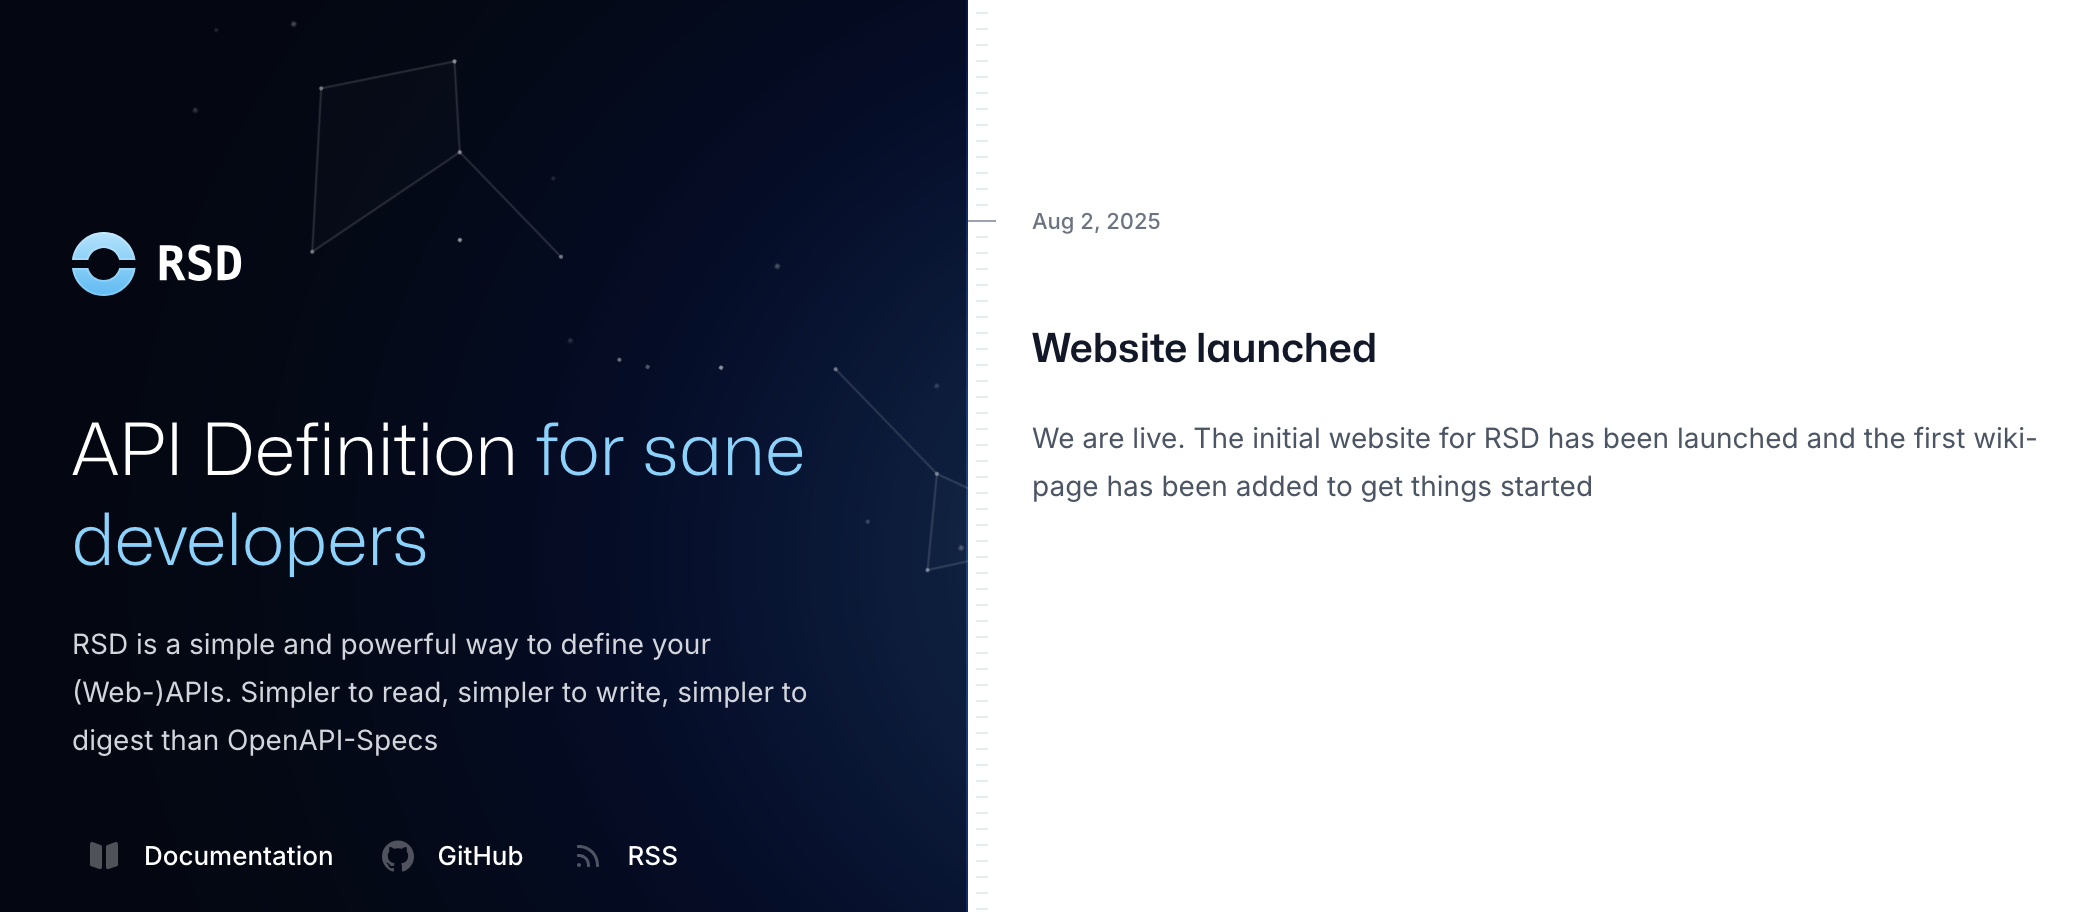 RSD
API Definition for sane
developers
RSD is a simple and powerful way to define your
(Web-)APIs. Simpler to read, simpler to write, simpler to
digest than OpenAPI-Specs
Documentation GitHub RSS
Aug 2, 2025
Website launched
We are live. The initial website for RSD has been launched and the first wiki-
page has been added to get things started